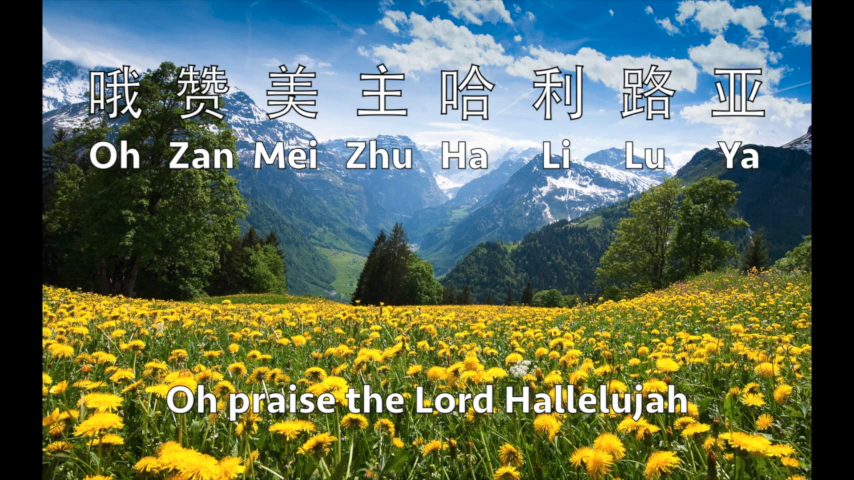 哦 赞 美 主 哈 利 路 亚
Oh Zan Mei Zhu Ha Li Lu Ya
Oh praise the Lord Hallelujah